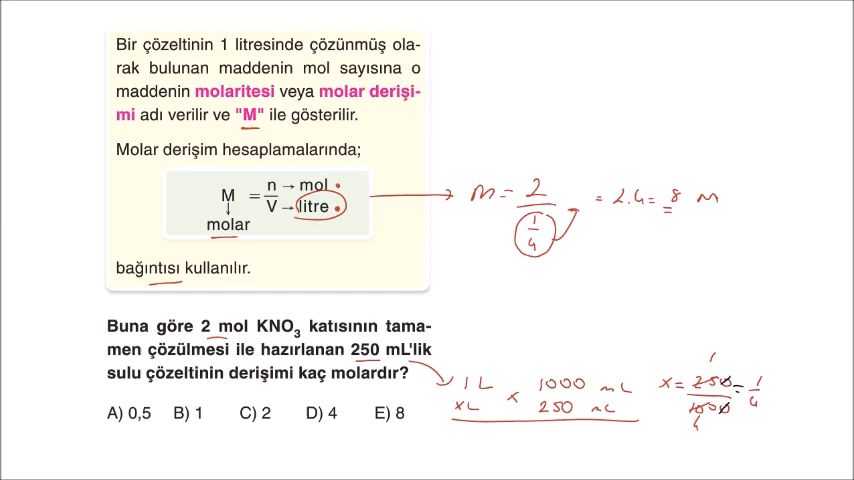 Bir çözeltinin 1 litresinde çözünmüş ola-
rak bulunan maddenin mol sayısına o
maddenin molaritesi veya molar derişi-
mi adı verilir ve "M" ile gösterilir.
Molar derişim hesaplamalarında;
M = n → mol
V → litre
↓
molar
bağıntısı kullanılır.
M = 2 / 1/4 = 2.4 = 8 M
Buna göre 2 mol KNO₃ katısının tama-
men çözülmesi ile hazırlanan 250 mL'lik
sulu çözeltinin derişimi kaç molardır?
A) 0,5 B) 1 C) 2 D) 4 E) 8
1 L × 1000 mL
xL 250 mL
x = 250 / 1000 = 1/4
1
4